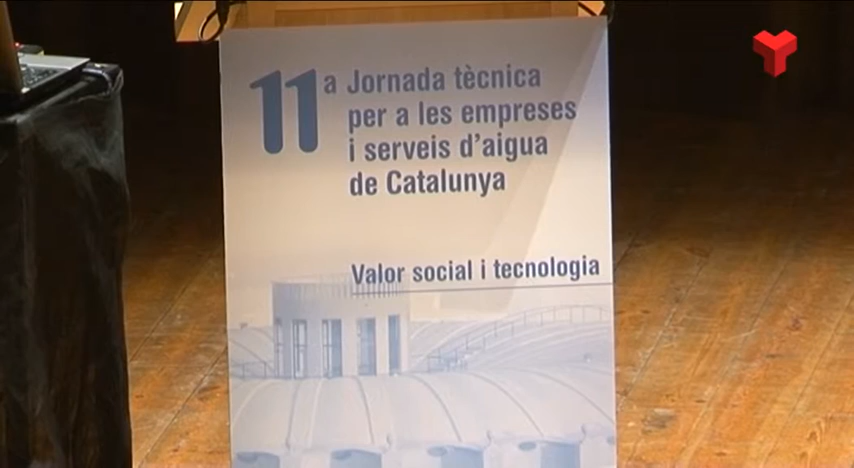 11a Jornada tècnica
per a les empreses
i serveis d'aigua
de Catalunya
Valor social i tecnologia